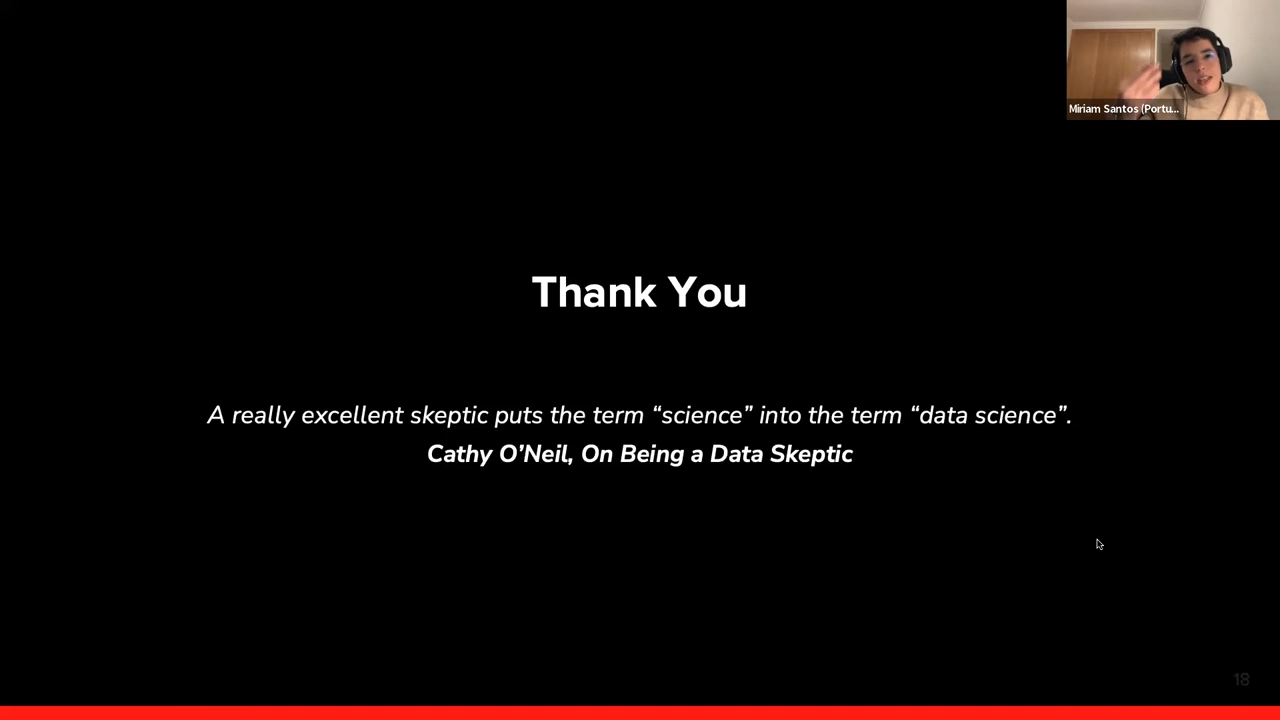 Miriam Santos (Portu...
Thank You
A really excellent skeptic puts the term “science” into the term “data science”.
Cathy O’Neil, On Being a Data Skeptic
18